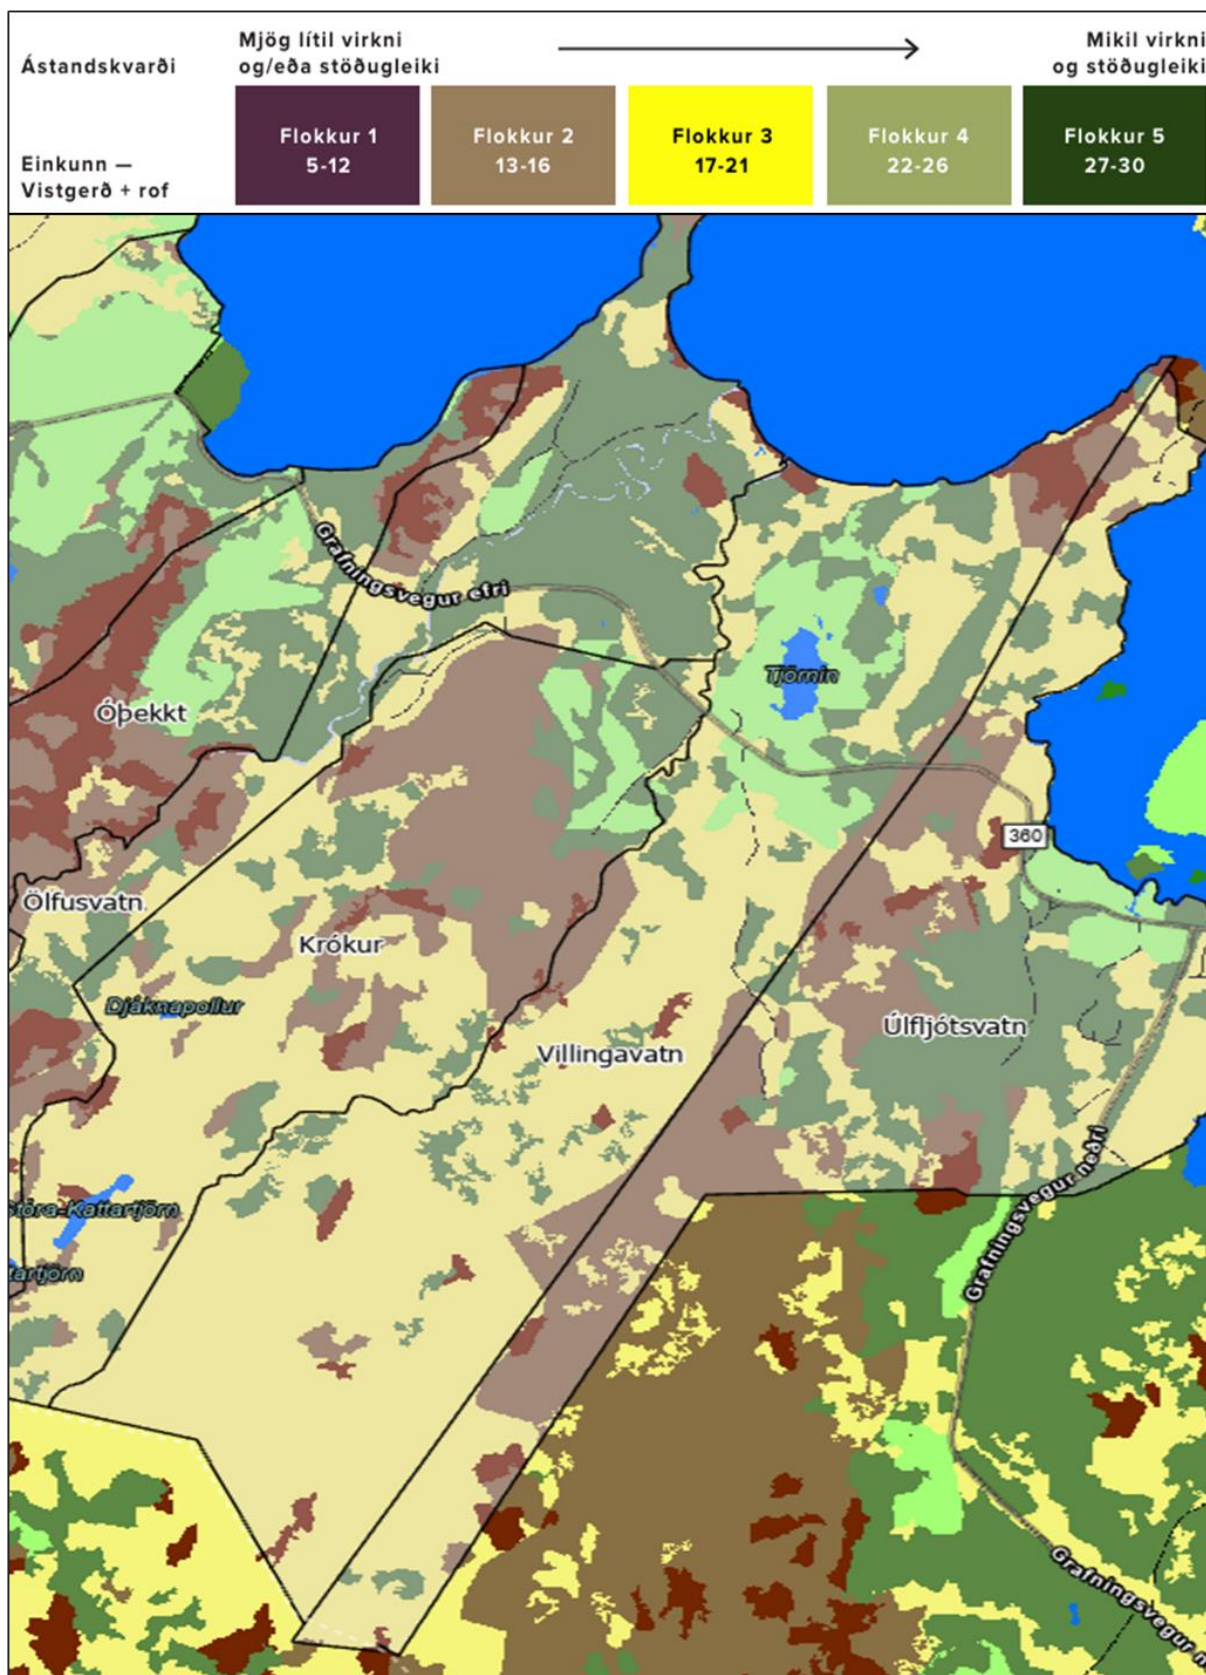 Ástandskvarði
Mjög lítil virkni
og/eða stöðugleiki
Mikil virkni
og stöðugleiki
Einkunn —
Vistgerð + rof
Flokkur 1
5-12
Flokkur 2
13-16
Flokkur 3
17-21
Flokkur 4
22-26
Flokkur 5
27-30
Grafningsvegur efri
Tjörnin
Óþekkt
360
Ölfusvatn
Krókur
Djáknapollur
Úlfljótsvatn
Villingavatn
Grafningsvegur neðri
Stóra-Kattartjörn
tartjörn
Grafningsvegur n